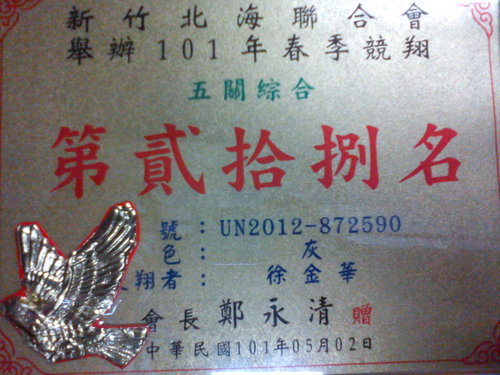 新竹北海聯合會
舉辦101年春季競翔
五關綜合
第貳拾捌名
號：UN2012-872590
色：灰
翔者：徐金華
會長鄭永清贈
中華民國101年05月02日